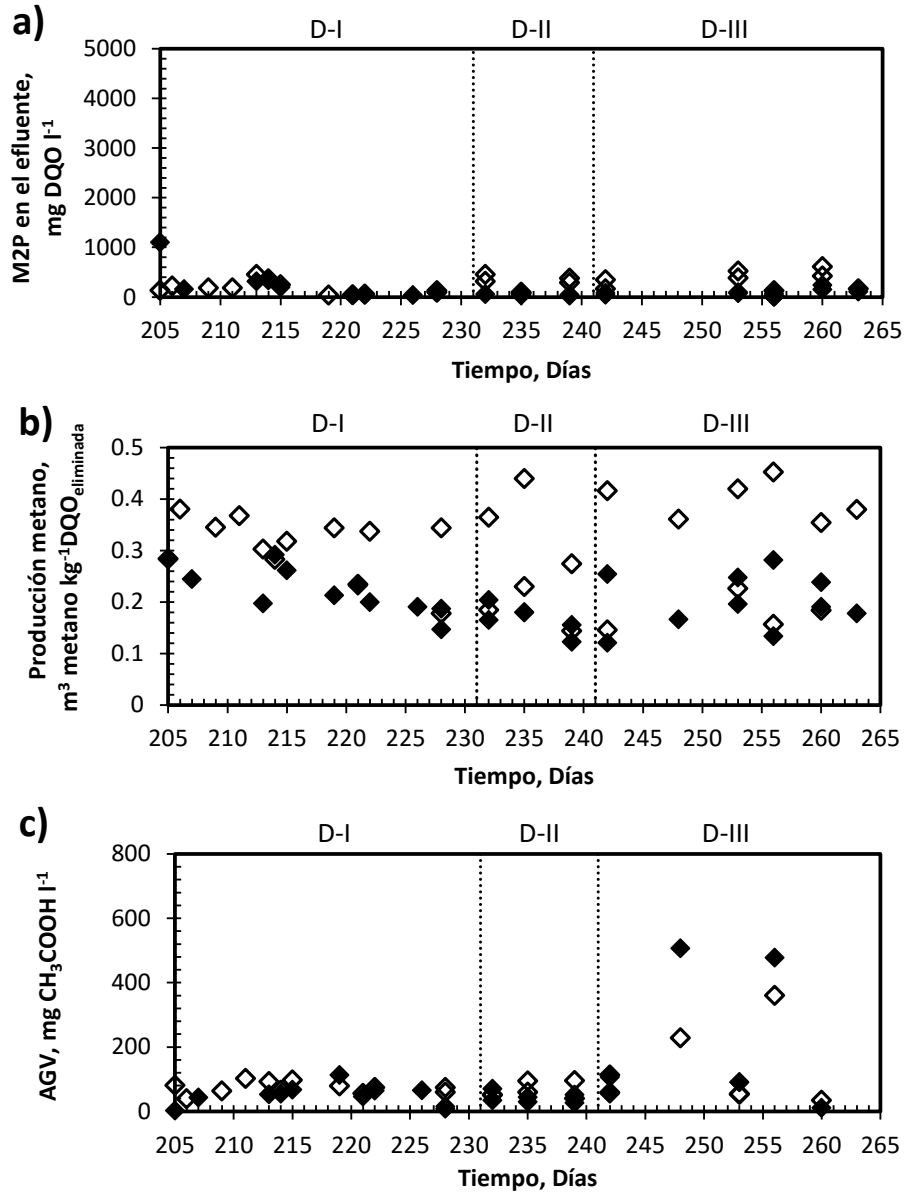 a)
D-I D-II D-III
M2P en el efluente,
mg DQO l⁻¹
5000
4000
3000
2000
1000
0
205 210 215 220 225 230 235 240 245 250 255 260 265
Tiempo, Días
b)
D-I D-II D-III
Producción metano,
m³ metano kg⁻¹DQOeliminada
0.5
0.4
0.3
0.2
0.1
0
205 210 215 220 225 230 235 240 245 250 255 260 265
Tiempo, Días
c)
D-I D-II D-III
AGV, mg CH₃COOH l⁻¹
800
600
400
200
0
205 210 215 220 225 230 235 240 245 250 255 260 265
Tiempo, Días